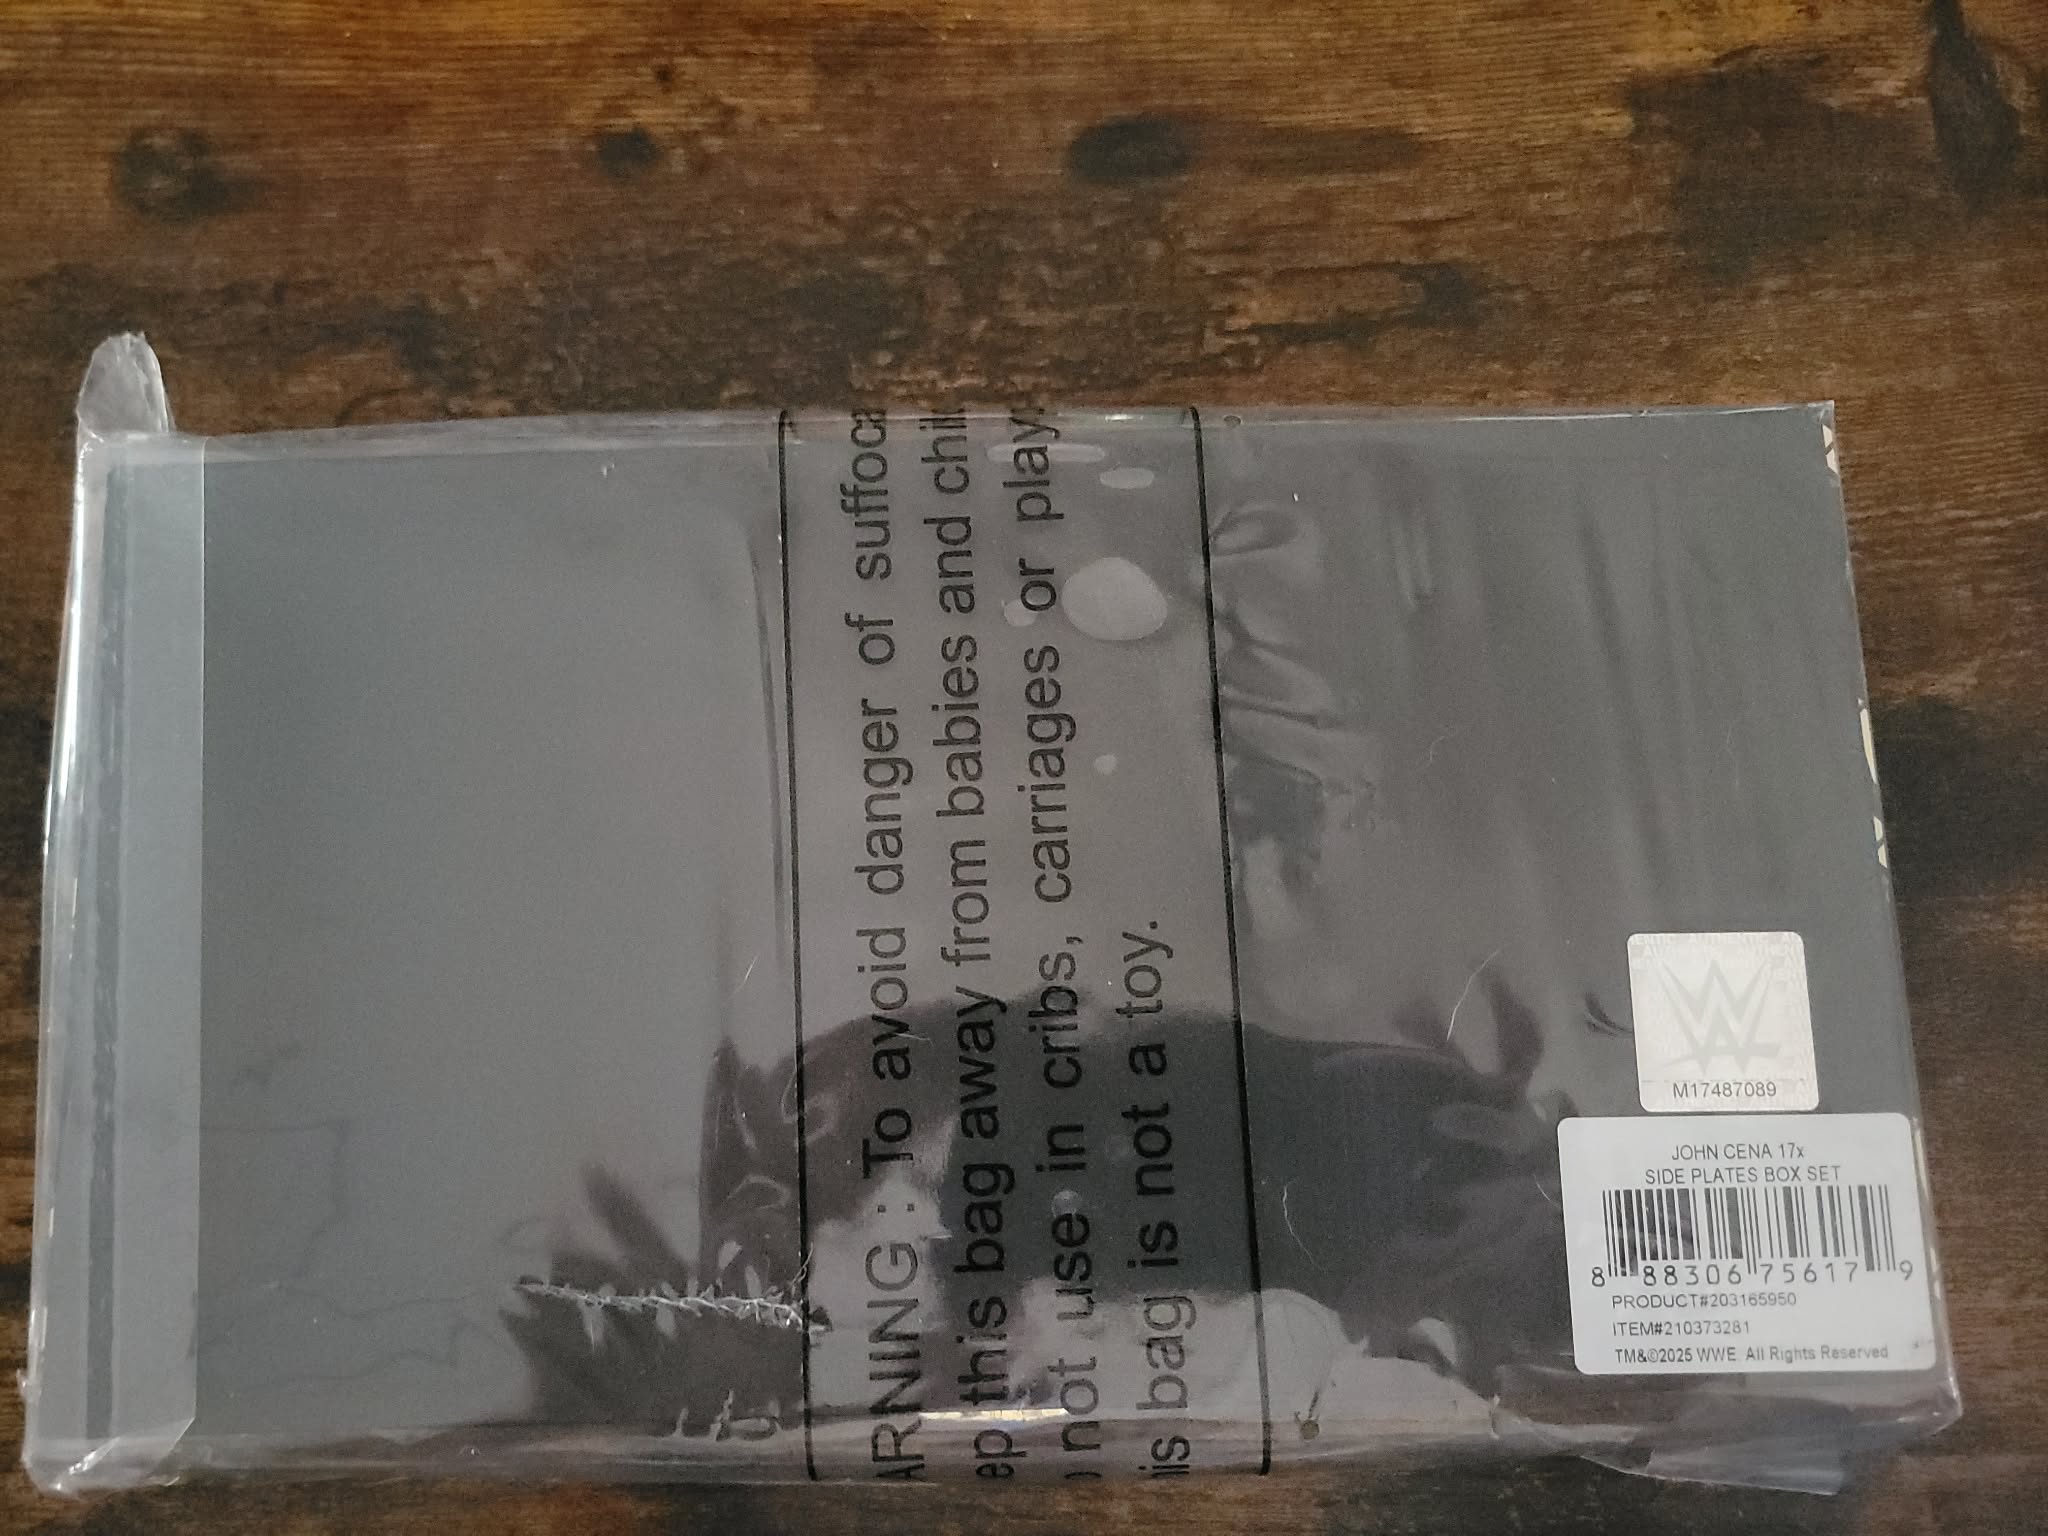 ARNING : To avoid danger of suffoca
ep this bag away from babies and chil
not use in cribs, carriages or play
is bag is not a toy.
AUTHENTIC
M17487089
JOHN CENA 17x
SIDE PLATES BOX SET
8 88306 75617 9
PRODUCT#203165950
ITEM#210373281
TM&©2025 WWE. All Rights Reserved